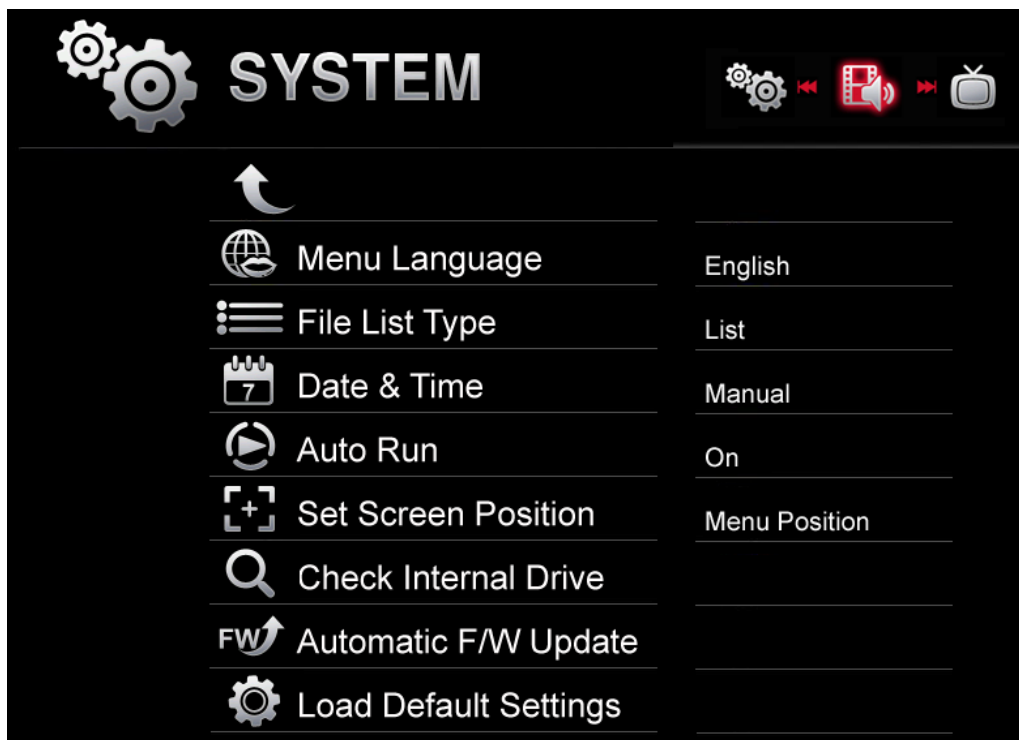 SYSTEM
Menu Language English
File List Type List
7 Date & Time Manual
Auto Run On
Set Screen Position Menu Position
Check Internal Drive
FW Automatic F/W Update
Load Default Settings